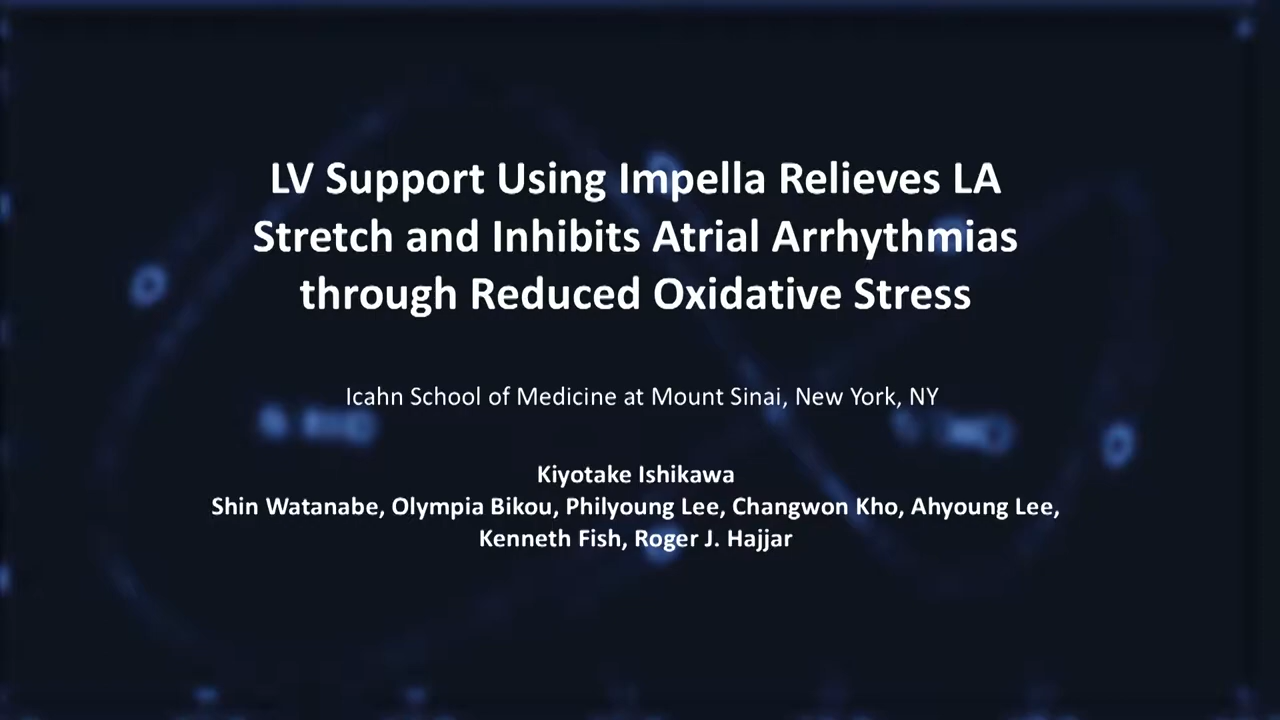 LV Support Using Impella Relieves LA
Stretch and Inhibits Atrial Arrhythmias
through Reduced Oxidative Stress
Icahn School of Medicine at Mount Sinai, New York, NY
Kiyotake Ishikawa
Shin Watanabe, Olympia Bikou, Philyoung Lee, Changwon Kho, Ahyoung Lee,
Kenneth Fish, Roger J. Hajjar